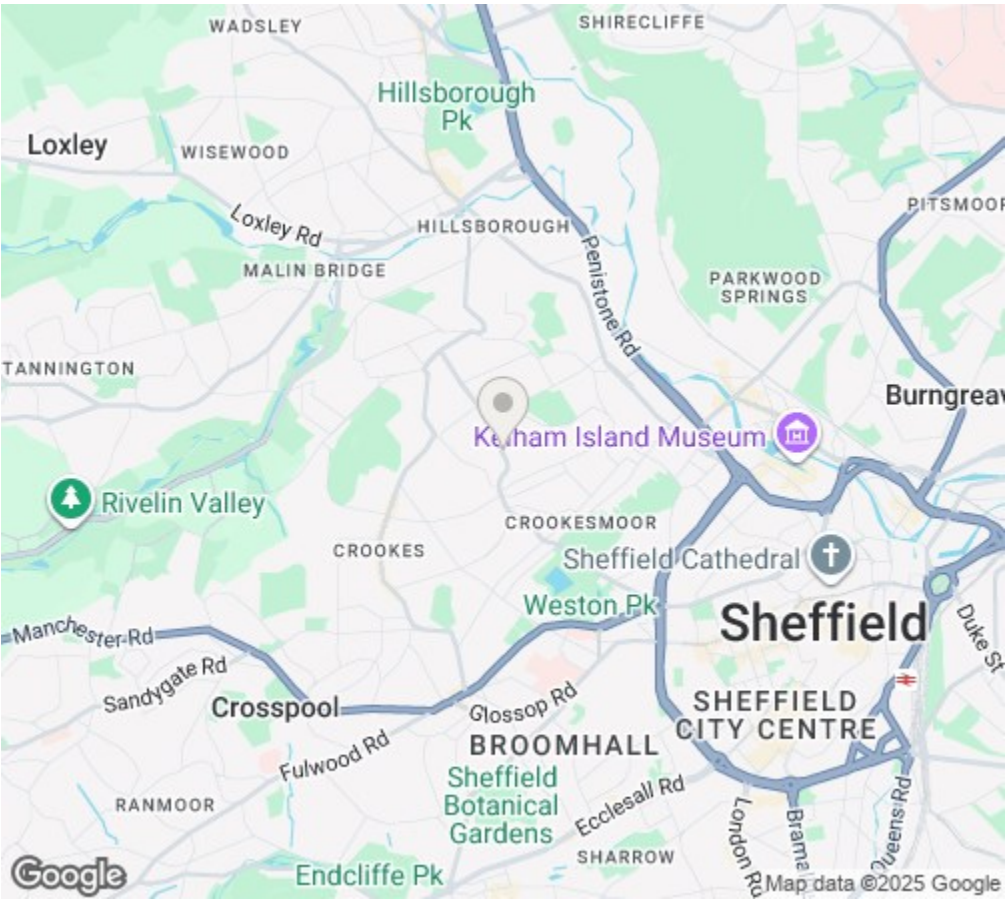 WADSLEY
SHIRECLIFFE
Hillsborough
Pk
Loxley
WISEWOOD
Loxley Rd
HILLSBOROUGH
PITSMOOR
MALIN BRIDGE
Penistone Rd
PARKWOOD
SPRINGS
TANNINGTON
Burngreav
Kelham Island Museum
Rivelin Valley
CROOKESMOOR
CROOKES
Sheffield Cathedral
Weston Pk
Sheffield
Manchester Rd
Duke St
Sandygate Rd
Crosspool
Glossop Rd
SHEFFIELD
CITY CENTRE
BROOMHALL
Fulwood Rd
Sheffield
Botanical
Gardens
RANMOOR
Ecclesall Rd
London Rd
Brama
Queens Rd
SHARROW
Endcliffe Pk
Google
Map data ©2025 Google